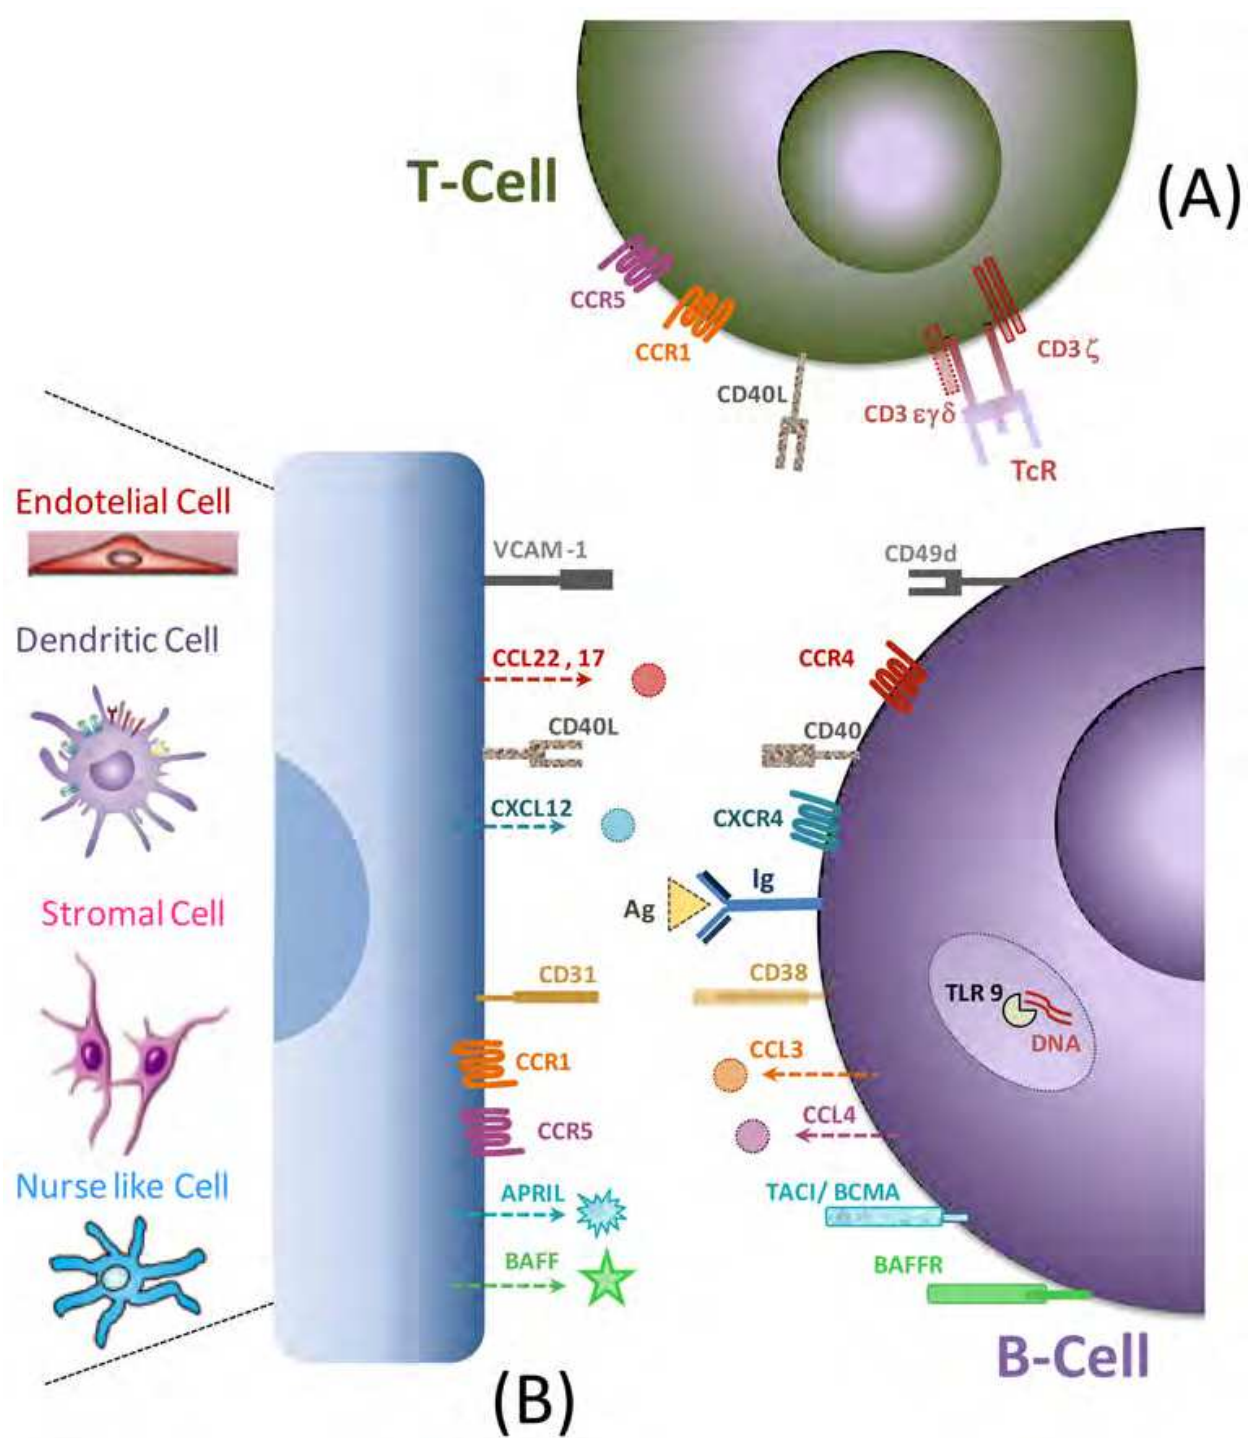 T-Cell
(A)
CCR5
CCR1
CD40L
CD3 ζ
CD3 εγδ
TcR
Endotelial Cell
Dendritic Cell
Stromal Cell
Nurse like Cell
VCAM -1
CD49d
CCL22 , 17
CCR4
CD40L
CD40
CXCL12
CXCR4
Ig
Ag
CD31
CD38
TLR 9
DNA
CCR1
CCL3
CCR5
CCL4
APRIL
TACI/ BCMA
BAFF
BAFFR
B-Cell
(B)